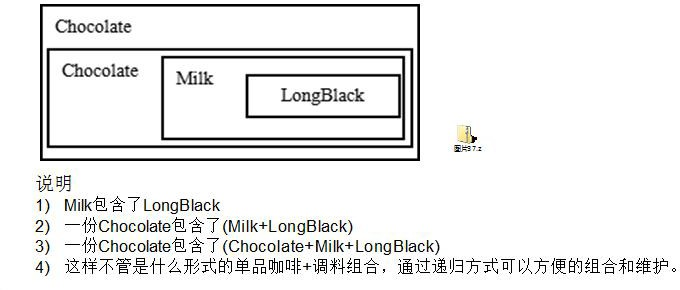 Chocolate
Chocolate
Milk
LongBlack
图片37.z
说明
1) Milk包含了LongBlack
2) 一份Chocolate包含了(Milk+LongBlack)
3) 一份Chocolate包含了(Chocolate+Milk+LongBlack)
4) 这样不管是什么形式的单品咖啡+调料组合，通过递归方式可以方便的组合和维护。